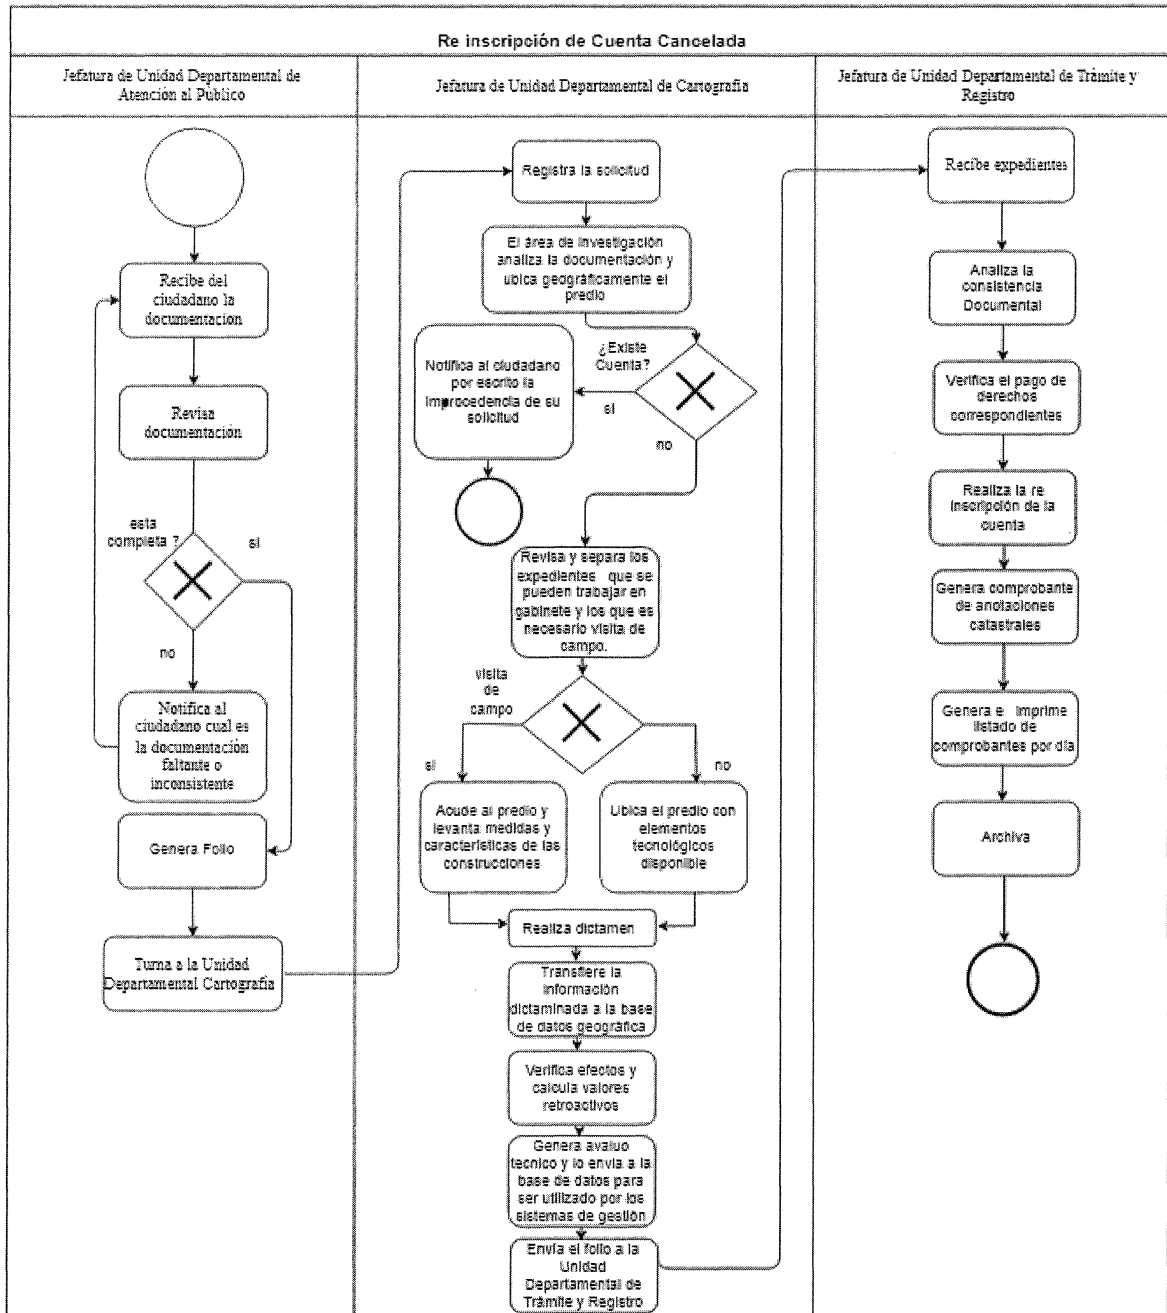 Re inscripción de Cuenta Cancelada
Jefatura de Unidad Departamental de
Atención al Público
Jefatura de Unidad Departamental de Cartografía
Jefatura de Unidad Departamental de Trámite y
Registro
Recibe del
ciudadano la
documentación
Revisa
documentación
esta
completa ?
si
no
Notifica al
ciudadano cual es
la documentación
faltante o
inconsistente
Genera Folio
Turna a la Unidad
Departamental Cartografía
Registra la solicitud
El área de investigación
analiza la documentación y
ubica geográficamente el
predio
¿Existe
Cuenta?
si
no
Notifica al ciudadano
por escrito la
improcedencia de su
solicitud
Revisa y separa los
expedientes que se
pueden trabajar en
gabinete y los que es
necesario visita de
campo.
visita
de
campo
si
no
Acude al predio y
levanta medidas y
características de las
construcciones
Ubica el predio con
elementos
tecnológicos
disponible
Realiza dictamen
Transfiere la
información
dictaminada a la base
de datos geográfica
Verifica efectos y
calcula valores
retroactivos
Genera avaluo
tecnico y lo envía a la
base de datos para
ser utilizado por los
sistemas de gestión
Envía el folio a la
Unidad
Departamental de
Trámite y Registro
Recibe expedientes
Analiza la
consistencia
Documental
Verifica el pago de
derechos
correspondientes
Realiza la re
inscripción de la
cuenta
Genera comprobante
de anotaciones
catastrales
Genera e imprime
listado de
comprobantes por día
Archiva